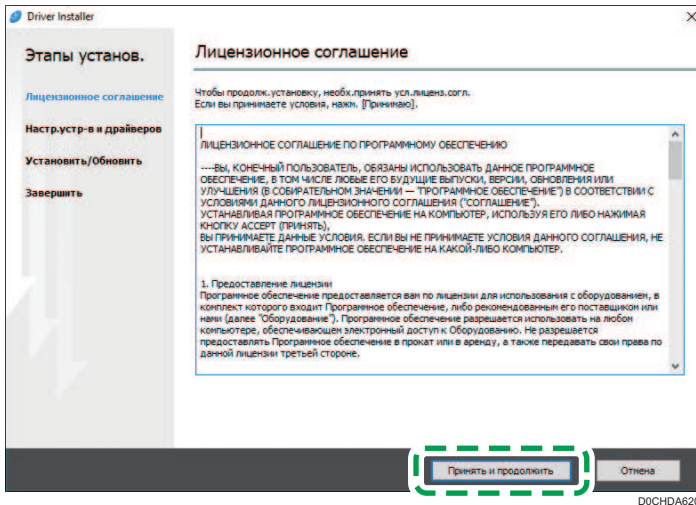 Driver Installer
Этапы установ.
Лицензионное соглашение
Лицензионное соглашение
Настр.устр-в и драйверов
Установить/Обновить
Завершить
Чтобы продолж.установку, необх.принять усл.лиценз.согл.
Если вы принимаете условия, нажм. [Принимаю].
ЛИЦЕНЗИОННОЕ СОГЛАШЕНИЕ ПО ПРОГРАММНОМУ ОБЕСПЕЧЕНИЮ
----ВЫ, КОНЕЧНЫЙ ПОЛЬЗОВАТЕЛЬ, ОБЯЗАНЫ ИСПОЛЬЗОВАТЬ ДАННОЕ ПРОГРАММНОЕ
ОБЕСПЕЧЕНИЕ, В ТОМ ЧИСЛЕ ЛЮБЫЕ ЕГО БУДУЩИЕ ВЫПУСКИ, ВЕРСИИ, ОБНОВЛЕНИЯ ИЛИ
УЛУЧШЕНИЯ (В СОБИРАТЕЛЬНОМ ЗНАЧЕНИИ — "ПРОГРАММНОЕ ОБЕСПЕЧЕНИЕ") В СООТВЕТСТВИИ С
УСЛОВИЯМИ ДАННОГО ЛИЦЕНЗИОННОГО СОГЛАШЕНИЯ ("СОГЛАШЕНИЕ").
УСТАНАВЛИВАЯ ПРОГРАММНОЕ ОБЕСПЕЧЕНИЕ НА КОМПЬЮТЕР, ИСПОЛЬЗУЯ ЕГО ЛИБО НАЖИМАЯ
КНОПКУ ACCEPT (ПРИНЯТЬ),
ВЫ ПРИНИМАЕТЕ ДАННЫЕ УСЛОВИЯ. ЕСЛИ ВЫ НЕ ПРИНИМАЕТЕ УСЛОВИЯ ДАННОГО СОГЛАШЕНИЯ, НЕ
УСТАНАВЛИВАЙТЕ ПРОГРАММНОЕ ОБЕСПЕЧЕНИЕ НА КАКОЙ-ЛИБО КОМПЬЮТЕР.
1. Предоставление лицензии
Программное обеспечение предоставляется вам по лицензии для использования с оборудованием, в
комплект которого входит Программное обеспечение, либо рекомендованным его поставщиком или
нами (далее "Оборудование"). Программное обеспечение разрешается использовать на любом
компьютере, обеспечивающем электронный доступ к Оборудованию. Не разрешается
предоставлять Программное обеспечение в прокат или в аренду, а также передавать свои права по
данной лицензии третьей стороне.
Принять и продолжить
Отмена
D0CHDA620